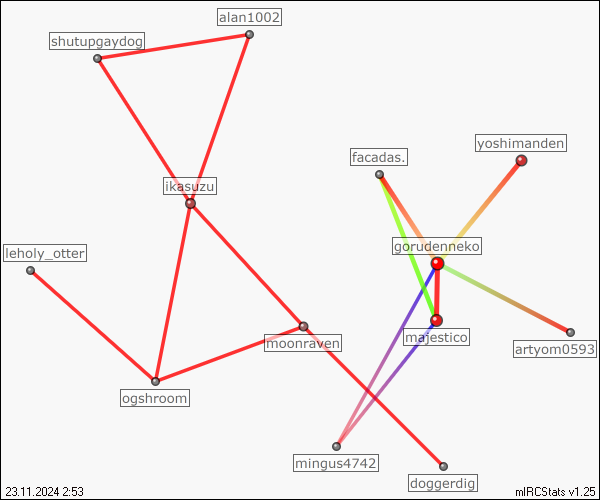 alan1002
shutupgaydog
yoshimanden
facadas.
ikasuzu
gorudenneko
leholy_otter
majestico
moonraven
artyom0593
ogshroom
mingus4742
doggerdig
23.11.2024 2:53
mIRCStats v1.25